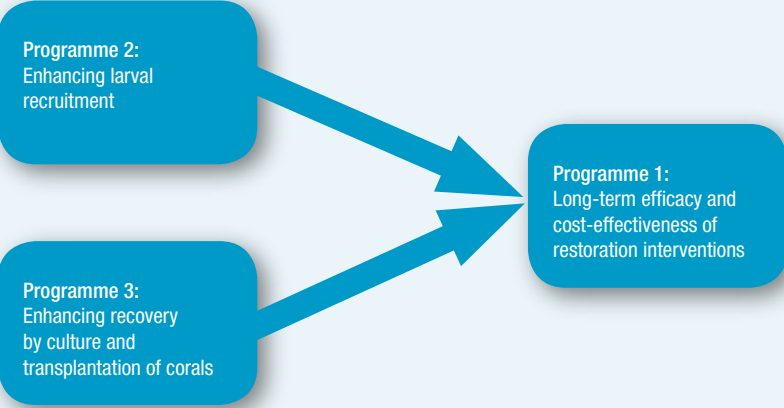 Programme 2:
Enhancing larval
recruitment
Programme 1:
Long-term efficacy and
cost-effectiveness of
restoration interventions
Programme 3:
Enhancing recovery
by culture and
transplantation of corals